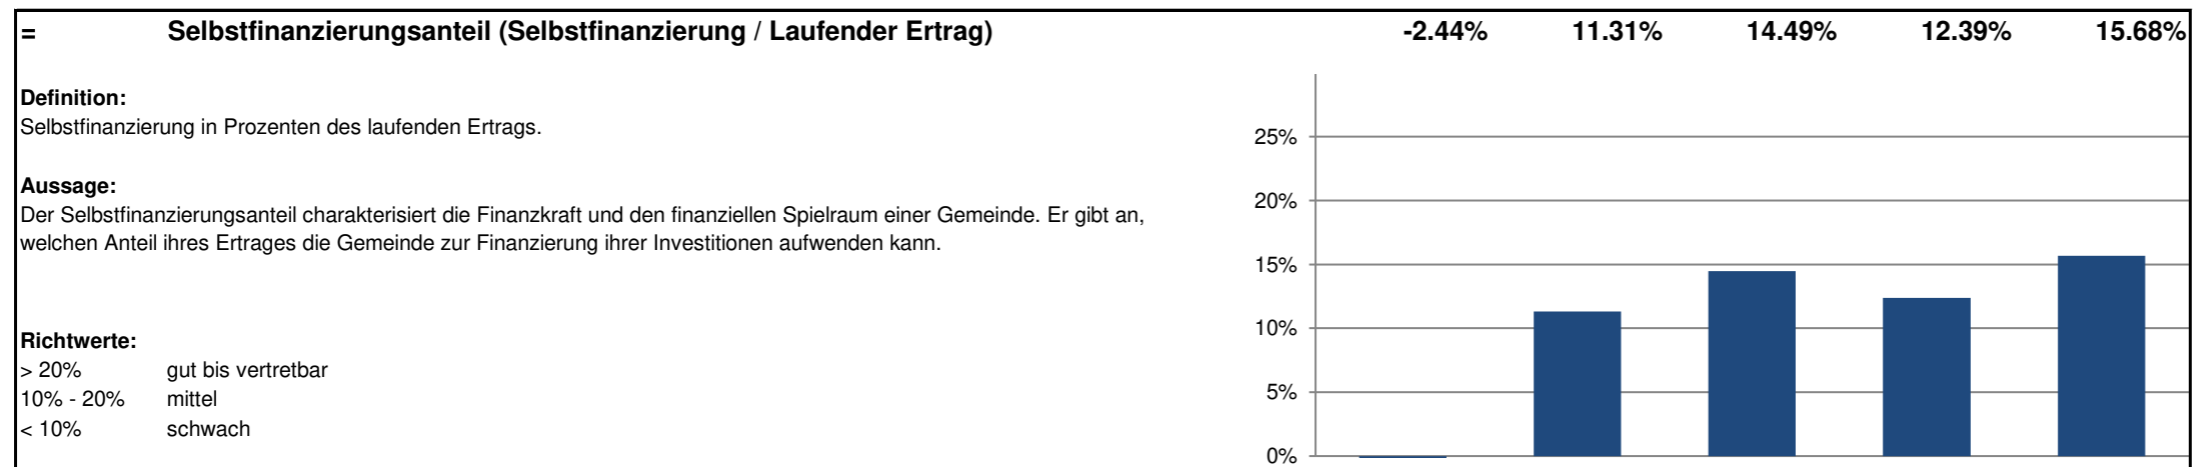 = Selbstfinanzierungsanteil (Selbstfinanzierung / Laufender Ertrag) -2.44% 11.31% 14.49% 12.39% 15.68%
Definition:
Selbstfinanzierung in Prozenten des laufenden Ertrags.
Aussage:
Der Selbstfinanzierungsanteil charakterisiert die Finanzkraft und den finanziellen Spielraum einer Gemeinde. Er gibt an,
welchen Anteil ihres Ertrages die Gemeinde zur Finanzierung ihrer Investitionen aufwenden kann.
Richtwerte:
> 20% gut bis vertretbar
10% - 20% mittel
< 10% schwach
25%
20%
15%
10%
5%
0%